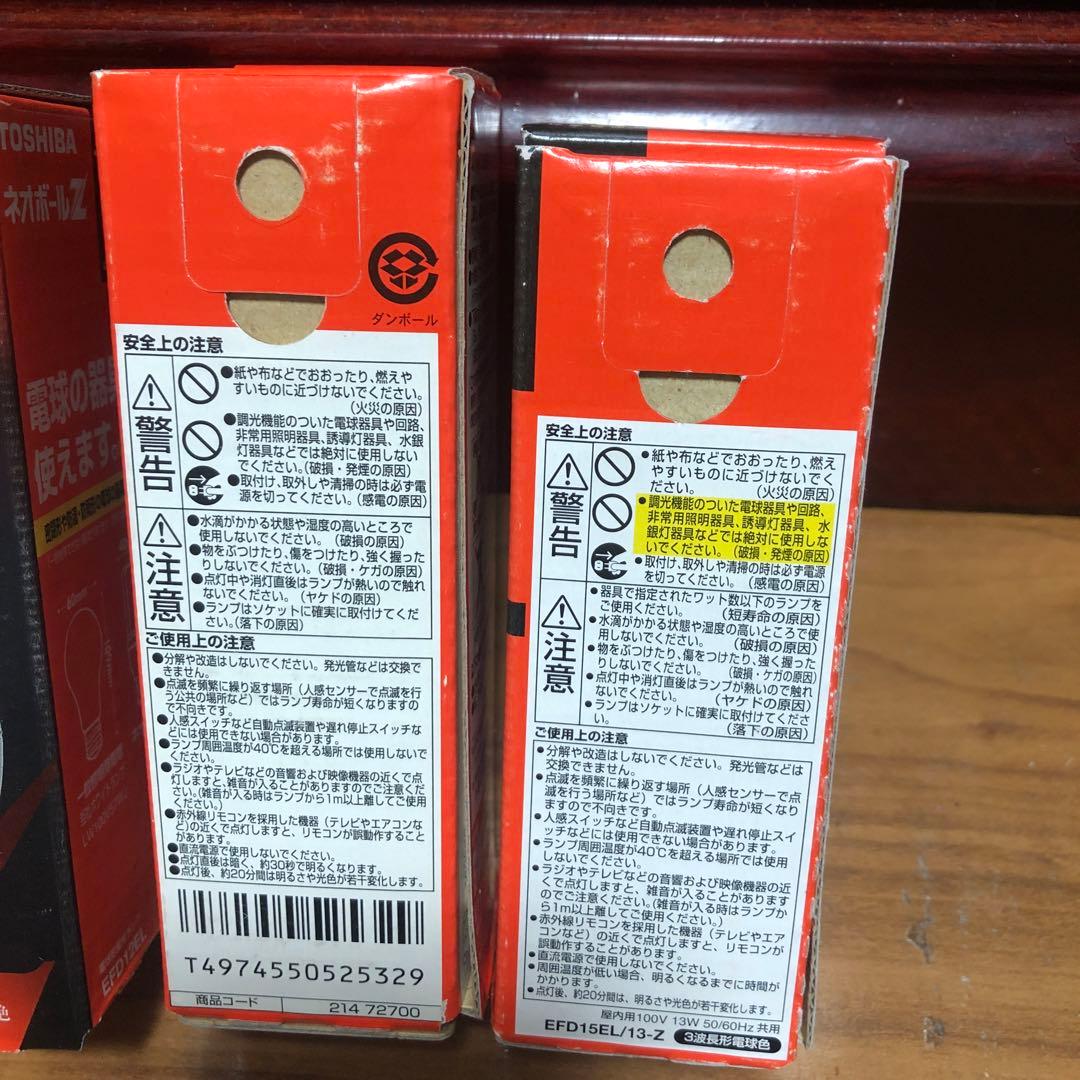 TOSHIBA
ネオボールZ
電球の器
使えます
EFD12EL
色
ダンボール
安全上の注意
警告
●紙や布などでおおったり、燃えや
すいものに近づけないでください。
(火災の原因)
●調光機能のついた電球器具や回路、
非常用照明器具、誘導灯器具、水銀
灯器具などでは絶対に使用しない
でください。(破損・発煙の原因)
●取付け、取外しや清掃の時は必ず電
源を切ってください。(感電の原因)
注意
●水滴がかかる状態や湿度の高いところで
使用しないでください。(破損の原因)
●物をぶつけたり、傷をつけたり、強く握った
りしないでください。(破損・ケガの原因)
●点灯中や消灯直後はランプが熱いので触れ
ないでください。(ヤケドの原因)
●ランプはソケットに確実に取付けてくだ
さい。(落下の原因)
ご使用上の注意
●分解や改造はしないでください。発光管などは交換で
きません。
●点滅を頻繁に繰り返す場所(人感センサーで点滅を行
う公共の場所など)ではランプ寿命が短くなりますの
で不向きです。
●人感スイッチなど自動点滅装置や遅れ停止スイッチな
どには使用できない場合があります。
●ランプ周囲温度が40℃を超える場所では使用しないで
ください。
●ラジオやテレビなどの音響および映像機器の近くで点
灯しますと、雑音が入ることがありますのでご注意くだ
さい。(雑音が入る時はランプから1m以上離してご使用
ください。)
●赤外線リモコンを採用した機器(テレビやエアコンな
ど)の近くで点灯しますと、リモコンが誤動作すること
があります。
●直流電源で使用しないでください。
●点灯直後は暗く、約30秒で明るくなります。
●点灯後、約20分間は明るさや光色が若干変化します。
T4974550525329
商品コード 214 72700
安全上の注意
警告
●紙や布などでおおったり、燃え
やすいものに近づけないでくださ
い。(火災の原因)
●調光機能のついた電球器具や回路、
非常用照明器具、誘導灯器具、水
銀灯器具などでは絶対に使用しな
いでください。(破損・発煙の原因)
●取付け、取外しや清掃の時は必ず電源
を切ってください。(感電の原因)
注意
●器具で指定されたワット数以下のランプを
ご使用ください。(短寿命の原因)
●水滴がかかる状態や湿度の高いところで使
用しないでください。(破損の原因)
●物をぶつけたり、傷をつけたり、強く握った
りしないでください。(破損・ケガの原因)
●点灯中や消灯直後はランプが熱いので触れ
ないでください。(ヤケドの原因)
●ランプはソケットに確実に取付けてくださ
い。(落下の原因)
ご使用上の注意
●分解や改造はしないでください。発光管などは
交換できません。
●点滅を頻繁に繰り返す場所(人感センサーで点
滅を行う場所など)ではランプ寿命が短くなり
ますので不向きです。
●人感スイッチなど自動点滅装置や遅れ停止スイ
ッチなどには使用できない場合があります。
●ランプ周囲温度が40℃を超える場所では使用
しないでください。
●ラジオやテレビなどの音響および映像機器の近
くで点灯しますと、雑音が入ることがあります
のでご注意ください。(雑音が入る時はランプか
ら1m以上離してご使用ください。)
●赤外線リモコンを採用した機器(テレビやエア
コンなど)の近くで点灯しますと、リモコンが
誤動作することがあります。
●直流電源で使用しないでください。
●周囲温度が低い場合、明るくなるまでに時間が
かかります。
●点灯後、約20分間は、明るさや光色が若干変化します。
屋内用100V 13W 50/60Hz 共用
EFD15EL/13-Z 3波長形電球色